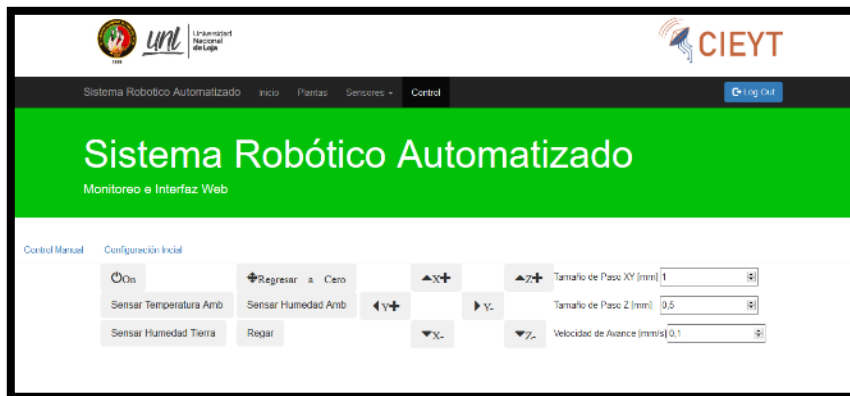 unl Universidad
Nacional
de Loja
1859
CIEYT
Sistema Robotico Automatizado Inicio Plantas Sensores Control Log Out
Sistema Robótico Automatizado
Monitoreo e Interfaz Web
Control Manual Configuración Incial
On Regresar a Cero X+ Z+ Tamaño de Paso XY [mm] 1
Sensar Temperatura Amb Sensar Humedad Amb Y+ Y- Tamaño de Paso Z [mm] 0,5
Sensar Humedad Tierra Regar X- Z- Velocidad de Avance [mm/s] 0,1